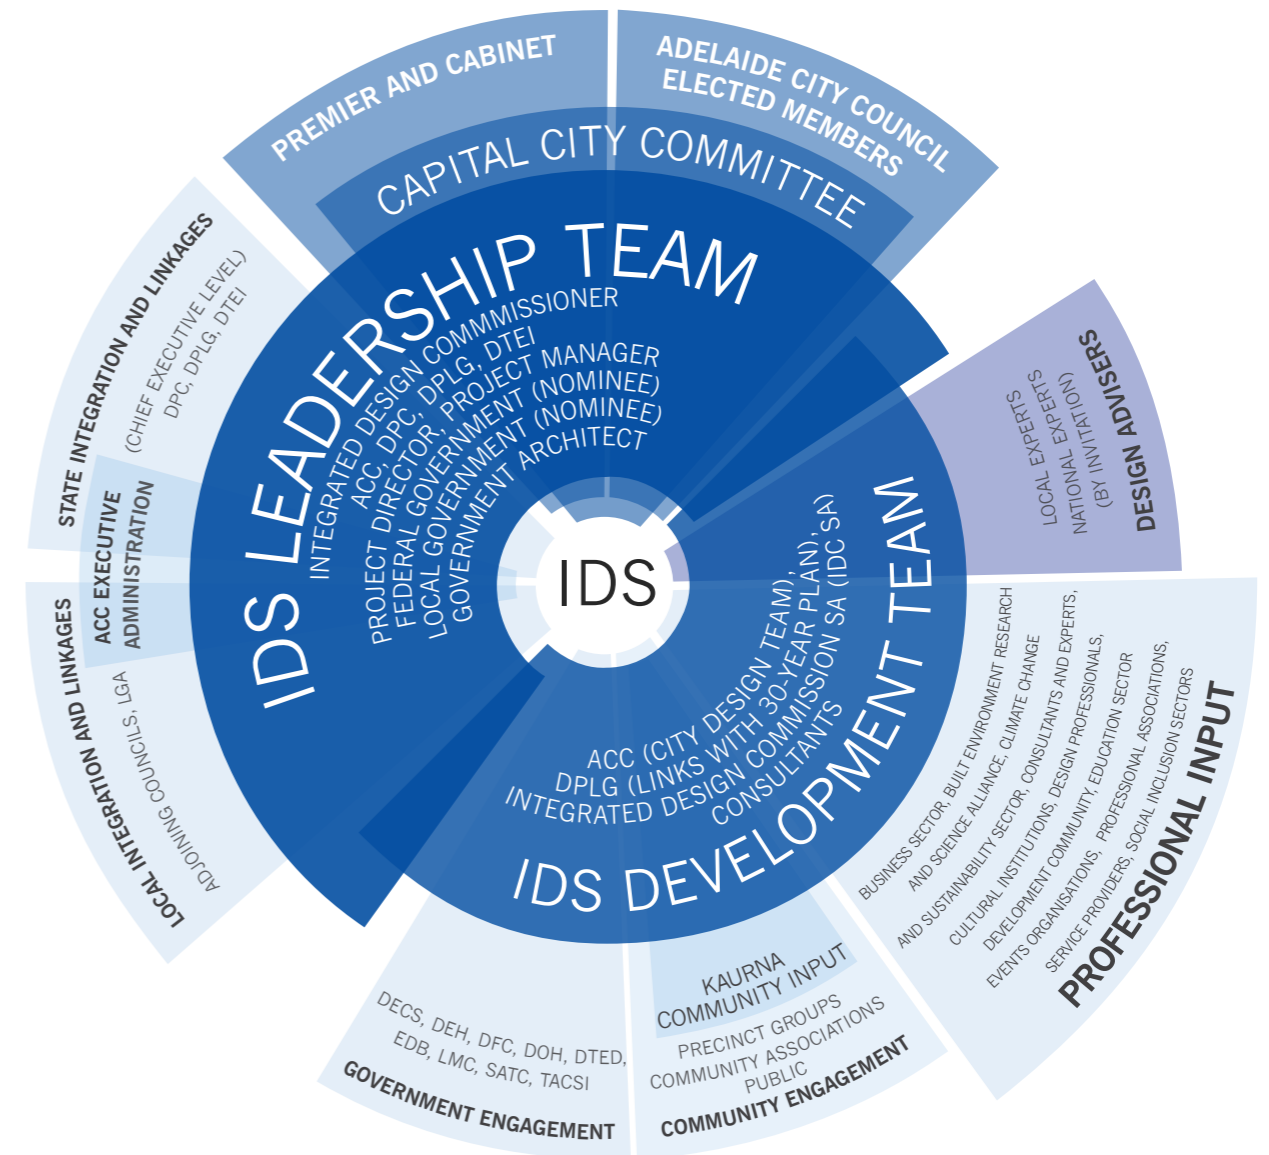 PREMIER AND CABINET
ADELAIDE CITY COUNCIL
ELECTED MEMBERS
CAPITAL CITY COMMITTEE
IDS LEADERSHIP TEAM
INTEGRATED DESIGN COMMMISSIONER
ACC, DPC, DPLG, DTEI
PROJECT DIRECTOR, PROJECT MANAGER
FEDERAL GOVERNMENT (NOMINEE)
LOCAL GOVERNMENT (NOMINEE)
GOVERNMENT ARCHITECT
STATE INTEGRATION AND LINKAGES
(CHIEF EXECUTIVE LEVEL)
DPC, DPLG, DTEI
ACC EXECUTIVE
ADMINISTRATION
LOCAL INTEGRATION AND LINKAGES
ADJOINING COUNCILS, LGA
IDS
DESIGN ADVISERS
LOCAL EXPERTS
LOCAL EXPERTS
NATIONAL EXPERTS
(BY INVITATION)
ACC (CITY DESIGN TEAM),
DPLG (LINKS WITH 30-YEAR PLAN),
INTEGRATED DESIGN COMMISSION SA (IDC SA)
CONSULTANTS
IDS DEVELOPMENT TEAM
BUSINESS SECTOR, BUILT ENVIRONMENT RESEARCH
AND SCIENCE ALLIANCE, CLIMATE CHANGE
AND SUSTAINABILITY SECTOR, CONSULTANTS AND EXPERTS,
CULTURAL INSTITUTIONS, DESIGN PROFESSIONALS,
DEVELOPMENT COMMUNITY, EDUCATION SECTOR
EVENTS ORGANISATIONS, PROFESSIONAL ASSOCIATIONS,
SERVICE PROVIDERS, SOCIAL INCLUSION SECTORS
PROFESSIONAL INPUT
KAURNA
COMMUNITY INPUT
PRECINCT GROUPS
COMMUNITY ASSOCIATIONS
PUBLIC
COMMUNITY ENGAGEMENT
DECS, DEH, DFC, DOH, DTED,
EDB, LMC, SATC, TACSI
GOVERNMENT ENGAGEMENT